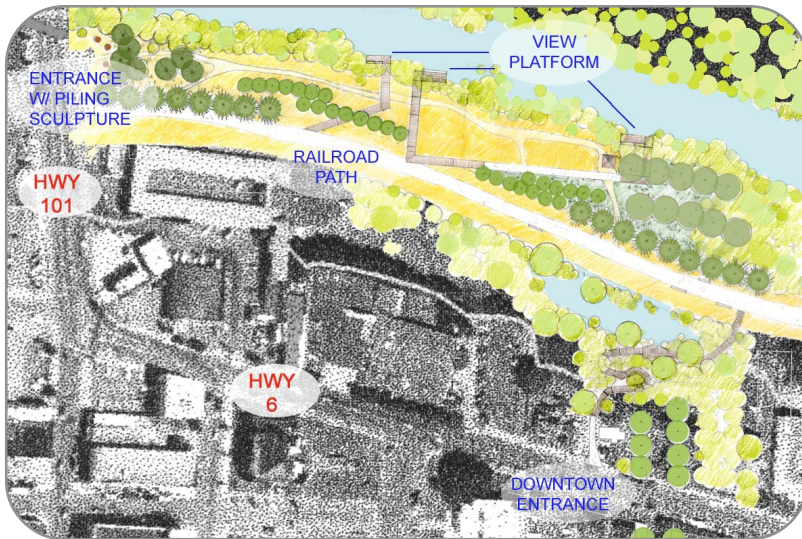 VIEW
PLATFORM
ENTRANCE
W/ PILING
SCULPTURE
RAILROAD
PATH
HWY
101
HWY
6
DOWNTOWN
ENTRANCE